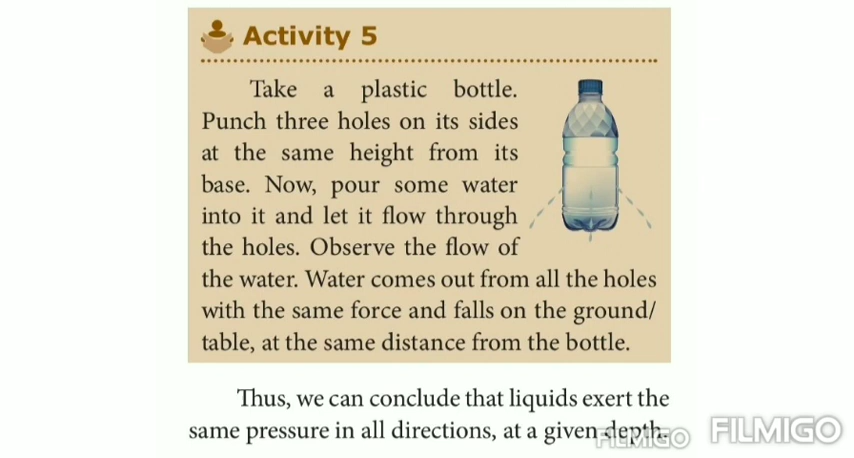 Activity 5
Take a plastic bottle.
Punch three holes on its sides
at the same height from its
base. Now, pour some water
into it and let it flow through
the holes. Observe the flow of
the water. Water comes out from all the holes
with the same force and falls on the ground/
table, at the same distance from the bottle.
Thus, we can conclude that liquids exert the
same pressure in all directions, at a given depth.
FILMIGO FILMIGO